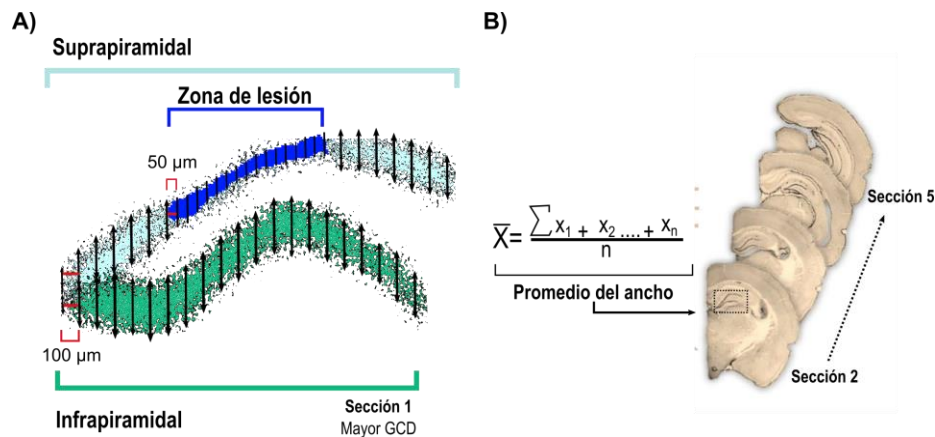 A)
Suprapiramidal
Zona de lesión
50 µm
100 µm
Infrapiramidal
Sección 1
Mayor GCD
B)
X̅= ∑ x₁ + x₂ .... + xₙ
n
Promedio del ancho
Sección 5
Sección 2